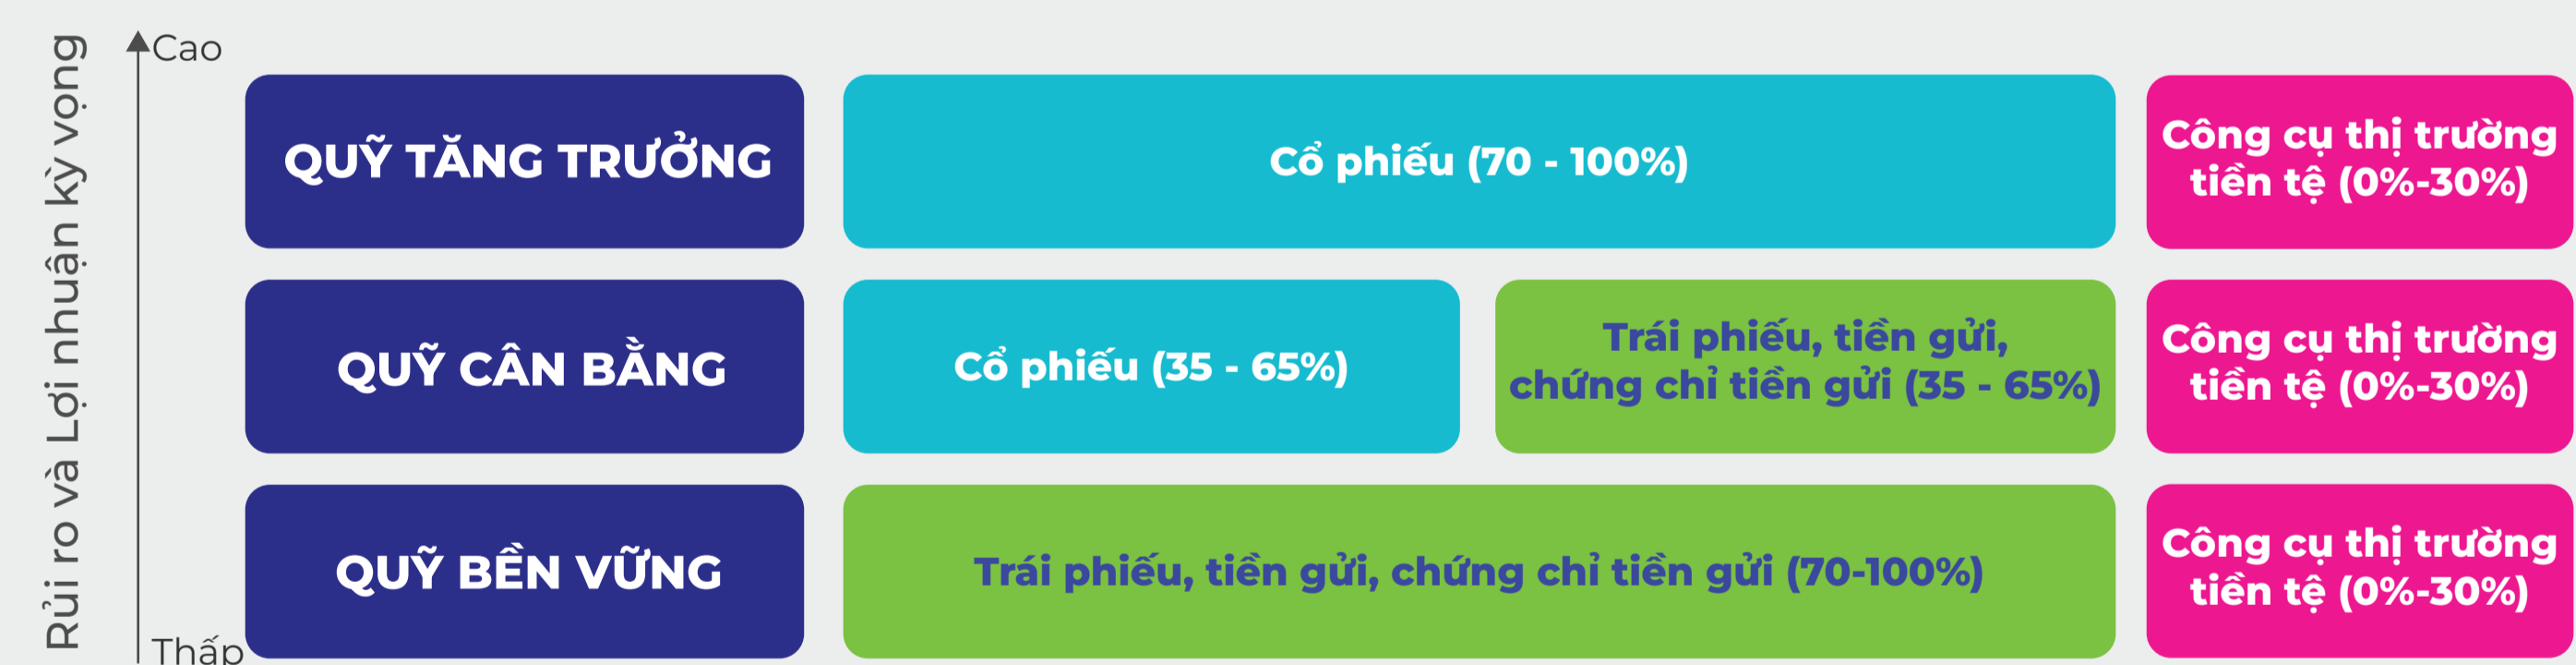 Rủi ro và Lợi nhuận kỳ vọng
Cao
QUỸ TĂNG TRƯỞNG
Cổ phiếu (70 - 100%)
Công cụ thị trường
tiền tệ (0%-30%)
QUỸ CÂN BẰNG
Cổ phiếu (35 - 65%)
Trái phiếu, tiền gửi,
chứng chỉ tiền gửi (35 - 65%)
Công cụ thị trường
tiền tệ (0%-30%)
QUỸ BỀN VỮNG
Trái phiếu, tiền gửi, chứng chỉ tiền gửi (70-100%)
Công cụ thị trường
tiền tệ (0%-30%)
Thấp